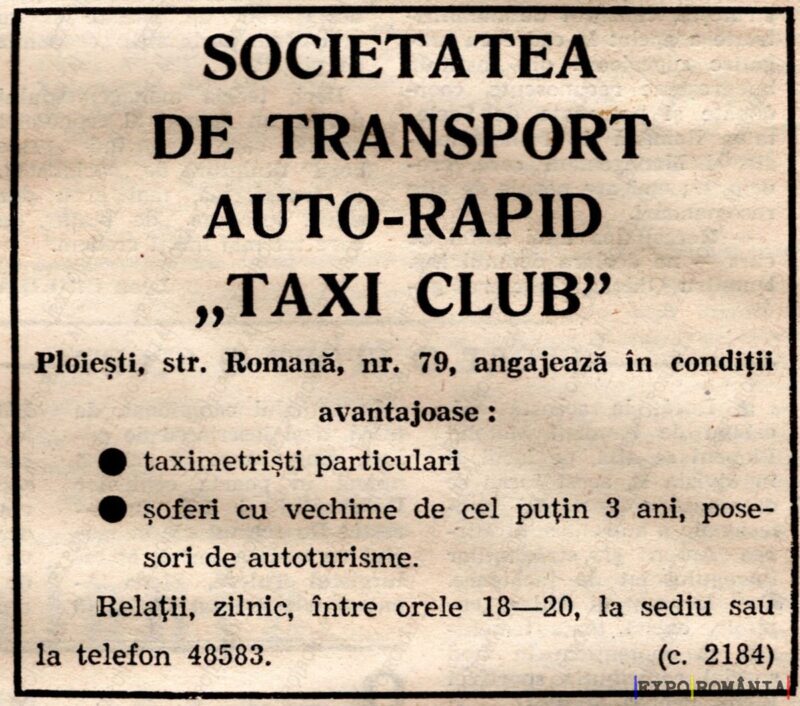 SOCIETATEA
DE TRANSPORT
AUTO-RAPID
„TAXI CLUB”
Ploiești, str. Romană, nr. 79, angajează în condiții
avantajoase :
● taximetriști particulari
● șoferi cu vechime de cel puțin 3 ani, pose-
sori de autoturisme.
Relații, zilnic, între orele 18—20, la sediu sau
la telefon 48583. (c. 2184)
EXPO ROMÂNIA